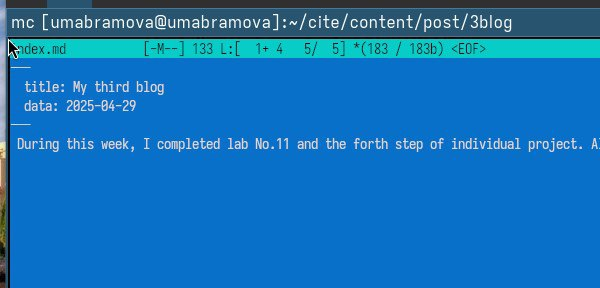 mc [umabramova@umabramova]:~/cite/content/post/3blog
ndex.md [-M--] 133 L:[ 1+ 4 5/ 5] *(183 / 183b) <EOF>
---
title: My third blog
data: 2025-04-29
---
During this week, I completed lab No.11 and the forth step of individual project.